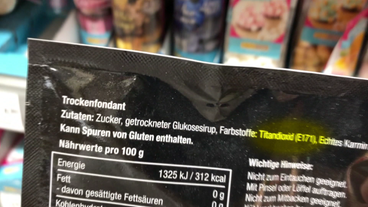 Trockenfondant
Zutaten: Zucker, getrockneter Glukosesirup, Farbstoffe: Titandioxid (E171), Echtes Karmin
Kann Spuren von Gluten enthalten.
Nährwerte pro 100 g
Energie 1325 kJ / 312 kcal
Fett 0 g
- davon gesättigte Fettsäuren 0 g
Wichtige Hinweise:
Nicht zum Eintauchen geeignet.
Mit Pinsel oder Löffel auftragen.
Nicht zum Mitbacken geeignet